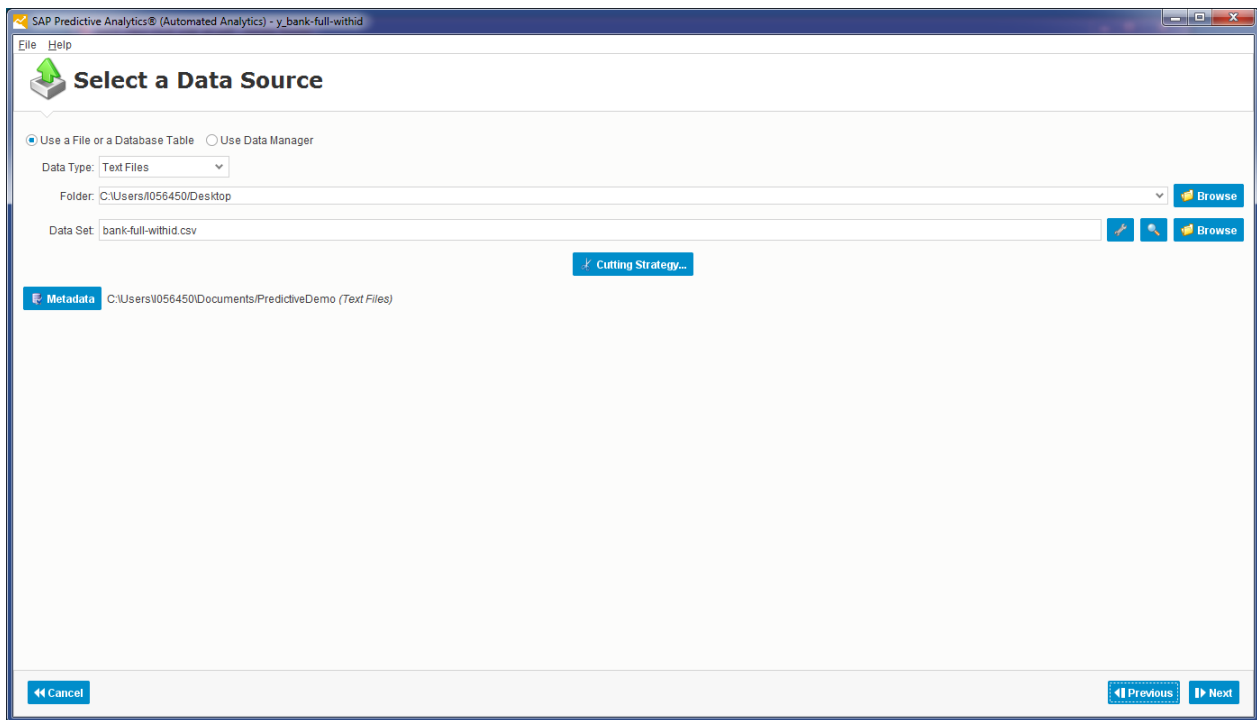 SAP Predictive Analytics® (Automated Analytics) - y_bank-full-withid
File Help
Select a Data Source
Use a File or a Database Table Use Data Manager
Data Type: Text Files
Folder: C:/Users/I056450/Desktop Browse
Data Set: bank-full-withid.csv Browse
Cutting Strategy...
Metadata C:\Users\I056450\Documents/PredictiveDemo (Text Files)
Cancel Previous Next